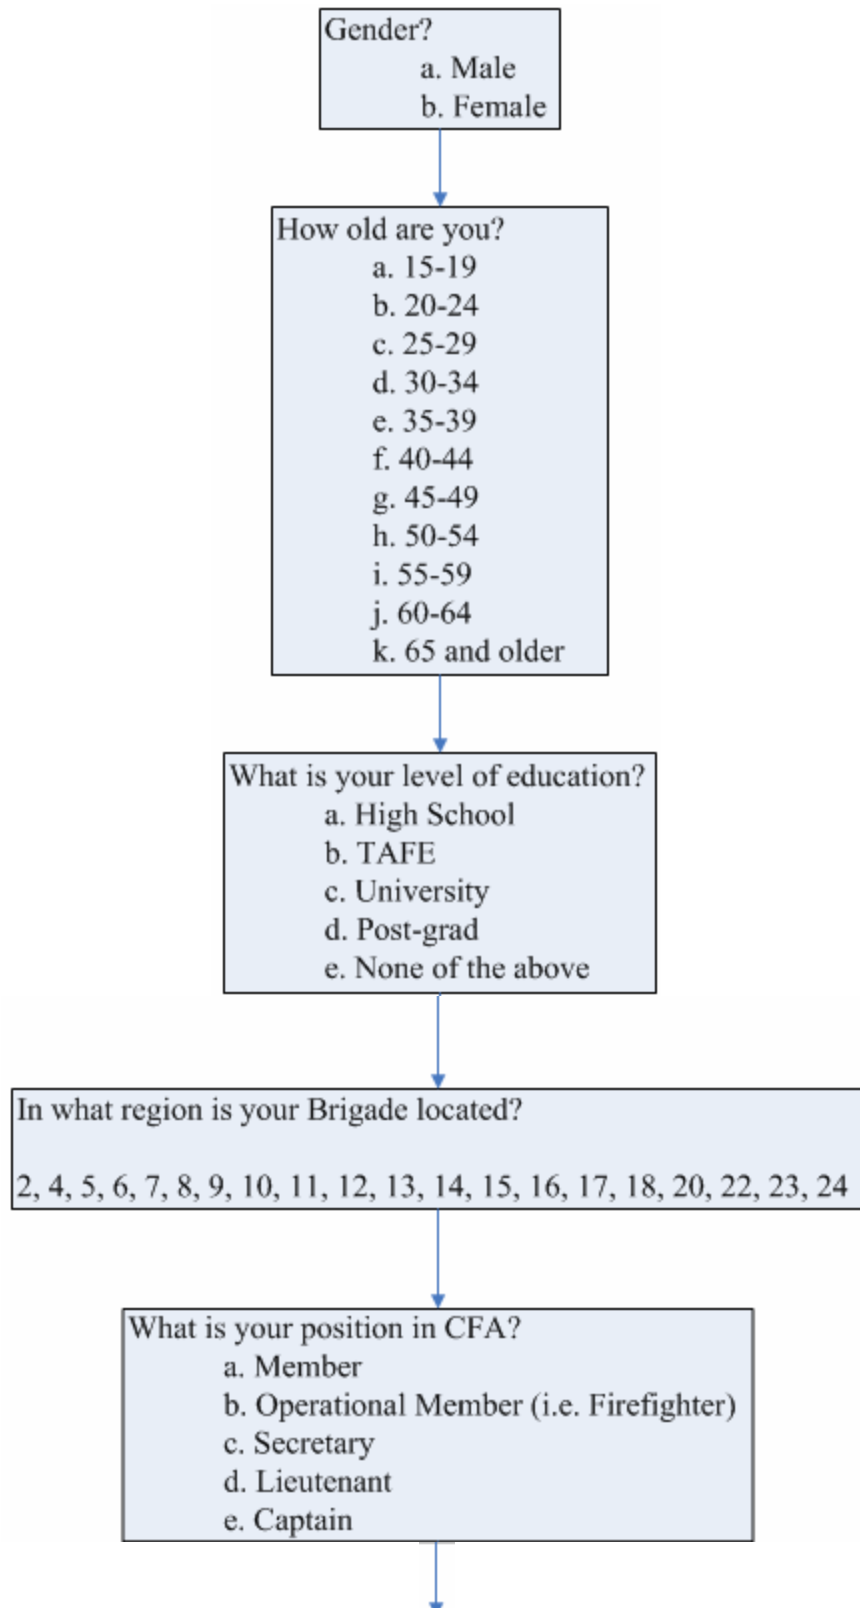 Gender?
a. Male
b. Female
How old are you?
a. 15-19
b. 20-24
c. 25-29
d. 30-34
e. 35-39
f. 40-44
g. 45-49
h. 50-54
i. 55-59
j. 60-64
k. 65 and older
What is your level of education?
a. High School
b. TAFE
c. University
d. Post-grad
e. None of the above
In what region is your Brigade located?
2, 4, 5, 6, 7, 8, 9, 10, 11, 12, 13, 14, 15, 16, 17, 18, 20, 22, 23, 24
What is your position in CFA?
a. Member
b. Operational Member (i.e. Firefighter)
c. Secretary
d. Lieutenant
e. Captain